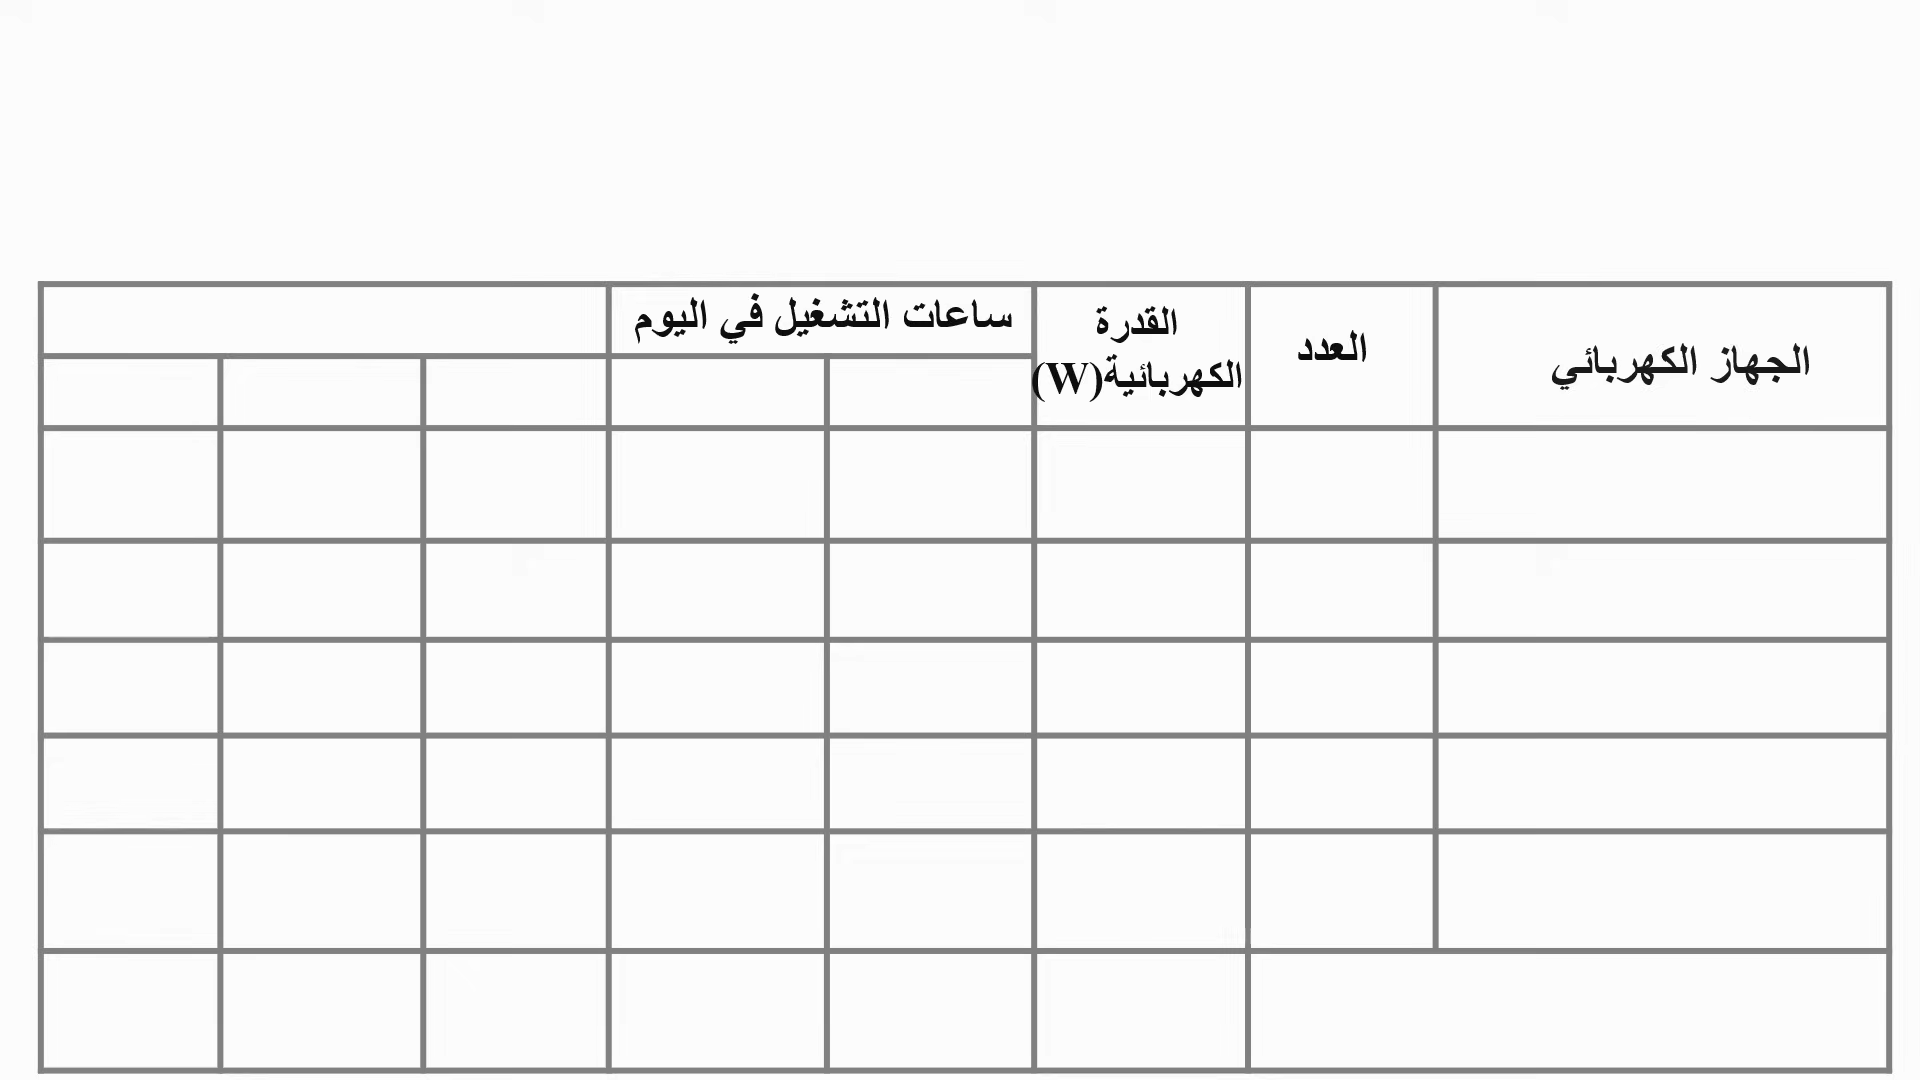 الجهاز الكهربائي
العدد
القدرة
الكهربائية(W)
ساعات التشغيل في اليوم